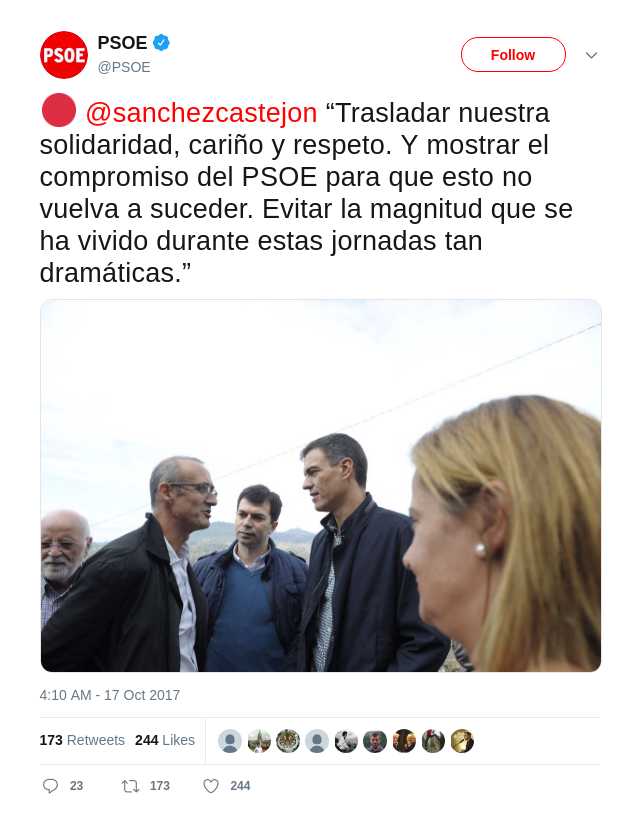 PSOE
PSOE
@PSOE
Follow
@sanchezcastejon “Trasladar nuestra
solidaridad, cariño y respeto. Y mostrar el
compromiso del PSOE para que esto no
vuelva a suceder. Evitar la magnitud que se
ha vivido durante estas jornadas tan
dramáticas.”
4:10 AM - 17 Oct 2017
173 Retweets 244 Likes
23 173 244